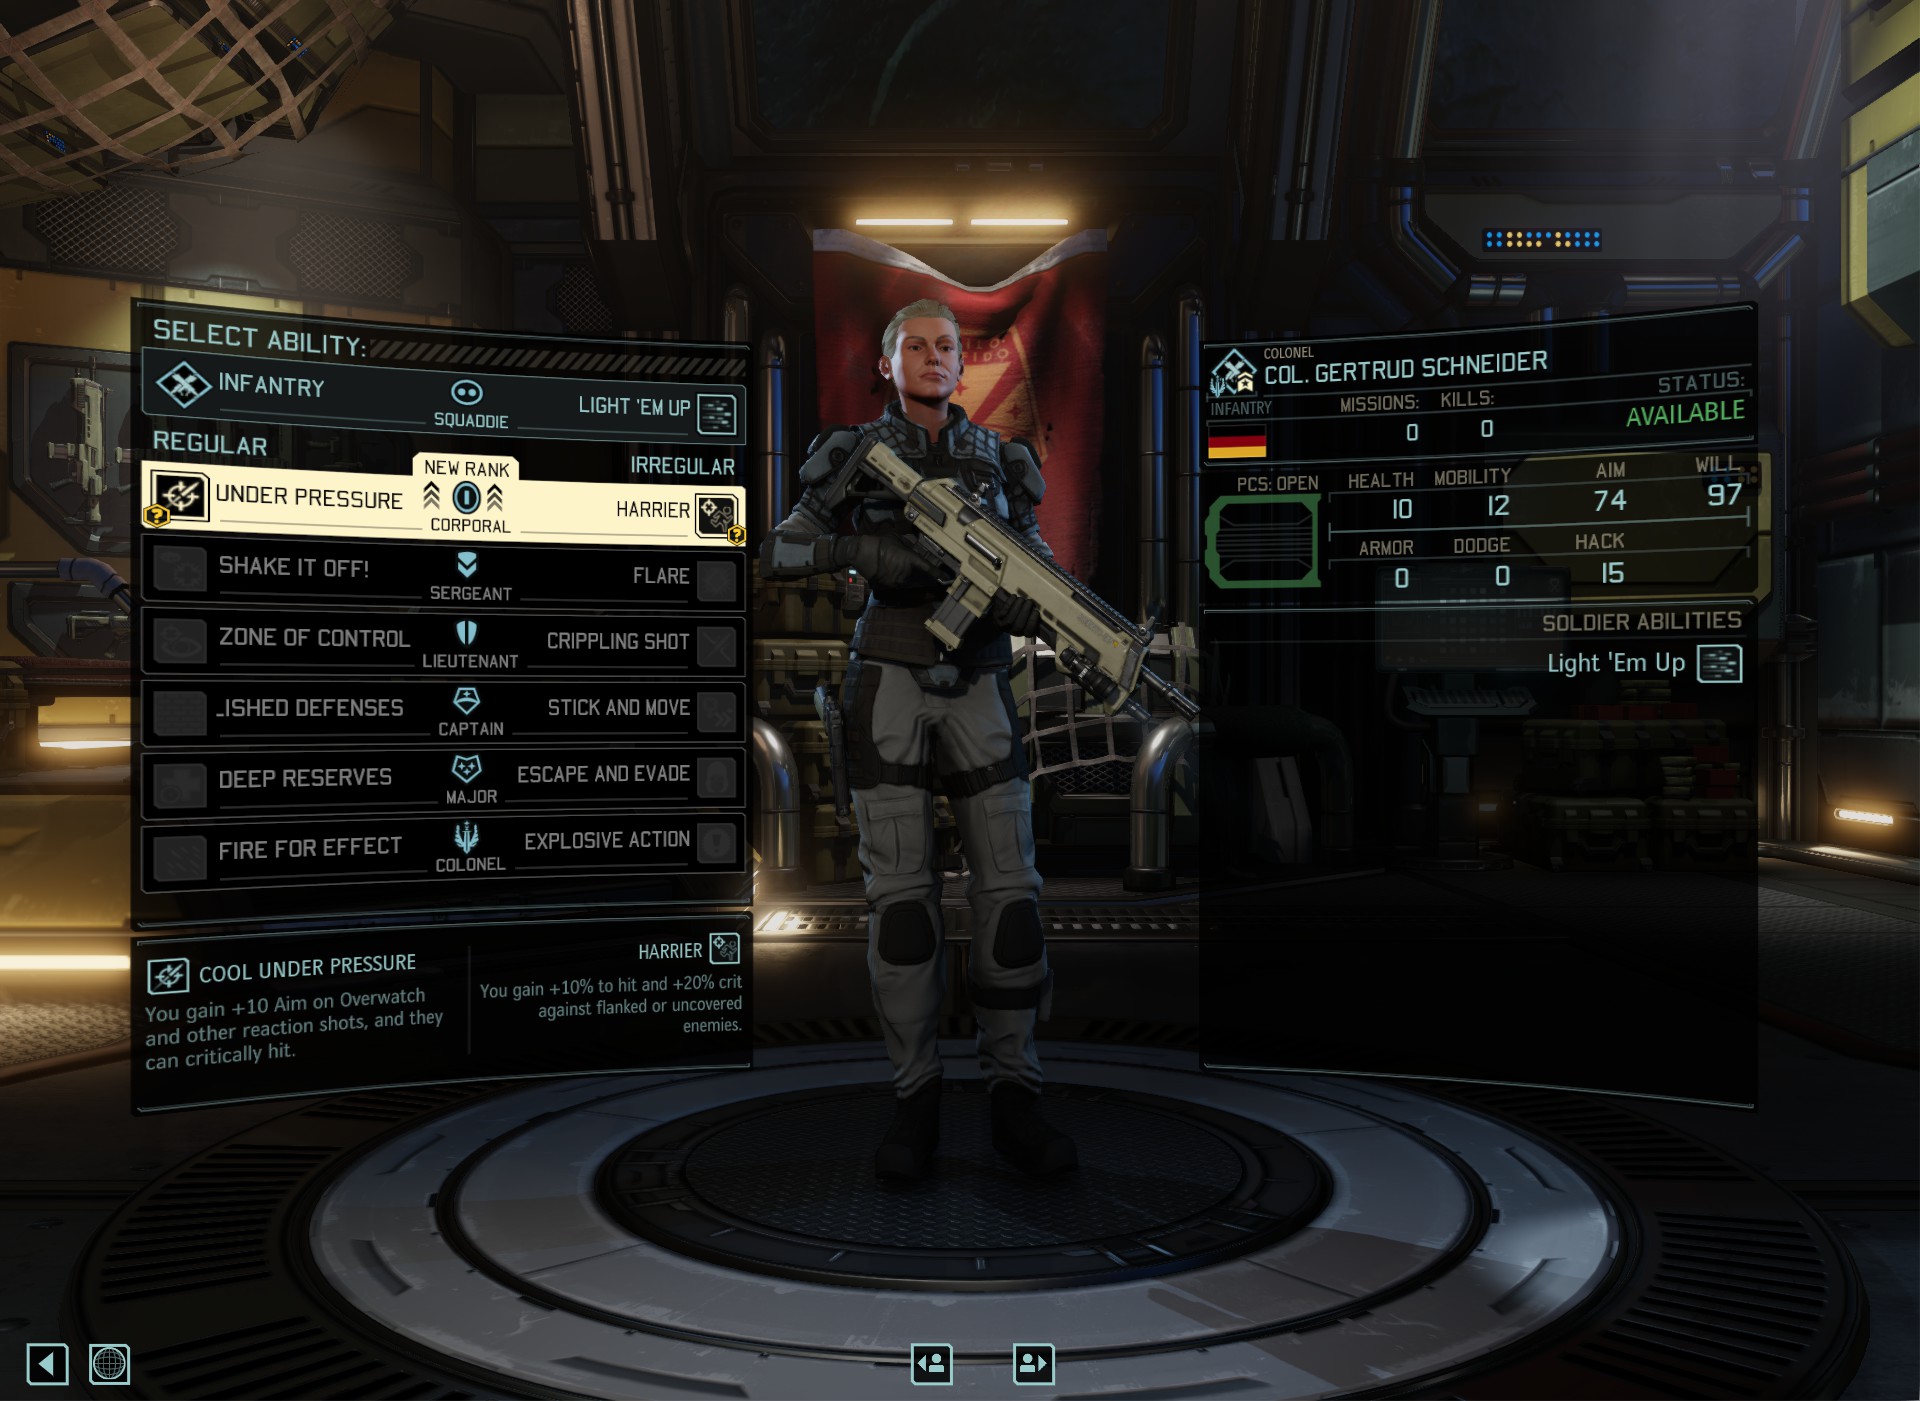 SELECT ABILITY:
INFANTRY
SQUADDIE
LIGHT 'EM UP
REGULAR
IRREGULAR
NEW RANK
UNDER PRESSURE
CORPORAL
HARRIER
SHAKE IT OFF!
SERGEANT
FLARE
ZONE OF CONTROL
LIEUTENANT
CRIPPLING SHOT
_ISHED DEFENSES
CAPTAIN
STICK AND MOVE
DEEP RESERVES
MAJOR
ESCAPE AND EVADE
FIRE FOR EFFECT
COLONEL
EXPLOSIVE ACTION
COOL UNDER PRESSURE
You gain +10 Aim on Overwatch
and other reaction shots, and they
can critically hit.
HARRIER
You gain +10% to hit and +20% crit
against flanked or uncovered
enemies.
COLONEL
COL. GERTRUD SCHNEIDER
INFANTRY
MISSIONS:
0
KILLS:
0
STATUS:
AVAILABLE
PCS: OPEN
HEALTH
10
MOBILITY
12
AIM
74
WILL
97
ARMOR
0
DODGE
0
HACK
15
SOLDIER ABILITIES
Light 'Em Up